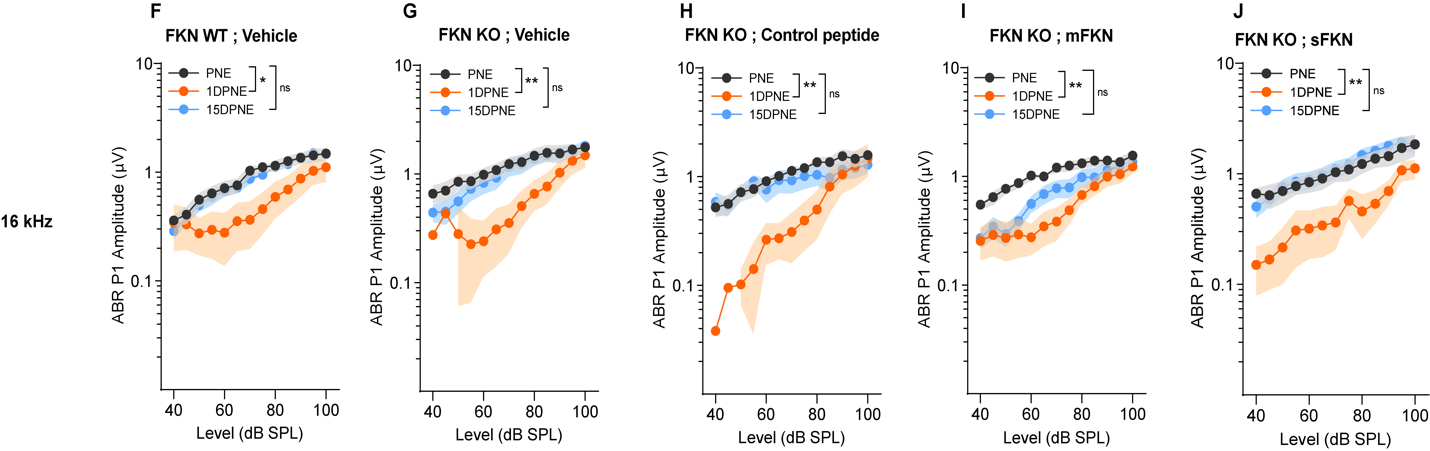 F
FKN WT ; Vehicle
PNE
1DPNE
15DPNE
*
ns
10
1
0.1
ABR P1 Amplitude (µV)
40
60
80
100
Level (dB SPL)
G
FKN KO ; Vehicle
PNE
1DPNE
15DPNE
**
ns
10
1
0.1
ABR P1 Amplitude (µV)
40
60
80
100
Level (dB SPL)
H
FKN KO ; Control peptide
PNE
1DPNE
15DPNE
**
ns
10
1
0.1
ABR P1 Amplitude (µV)
40
60
80
100
Level (dB SPL)
I
FKN KO ; mFKN
PNE
1DPNE
15DPNE
**
ns
10
1
0.1
ABR P1 Amplitude (µV)
40
60
80
100
Level (dB SPL)
J
FKN KO ; sFKN
PNE
1DPNE
15DPNE
**
ns
10
1
0.1
ABR P1 Amplitude (µV)
40
60
80
100
Level (dB SPL)
16 kHz